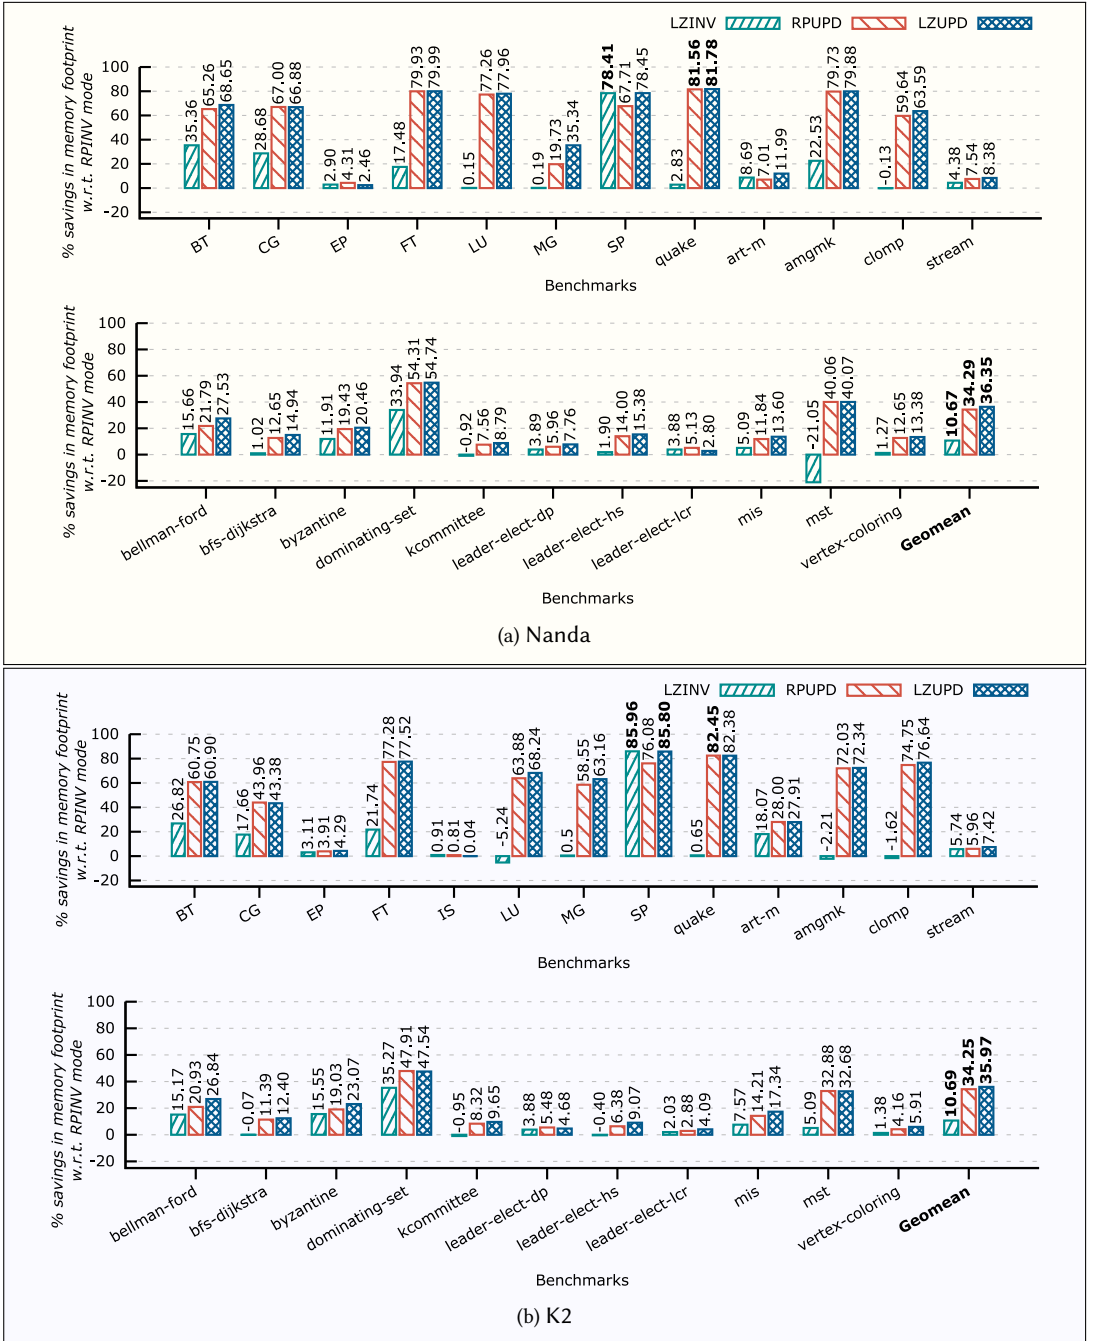 LZINV RPUPD LZUPD
% savings in memory footprint
w.r.t. RPINV mode
100
80
60
40
20
0
-20
35.36 65.26 68.65
28.68 67.00 66.88
2.90 4.31 2.46
17.48 79.93 79.99
0.15 77.26 77.96
0.19 19.73 35.34
78.41 67.71 78.45
2.83 81.56 81.78
8.69 7.01 11.99
22.53 79.73 79.88
-0.13 59.64 63.59
4.38 7.54 8.38
BT CG EP FT LU MG SP quake art-m amgmk clomp stream
Benchmarks
% savings in memory footprint
w.r.t. RPINV mode
100
80
60
40
20
0
-20
15.66 21.79 27.53
1.02 12.65 14.94
11.91 19.43 20.46
33.94 54.31 54.74
-0.92 7.56 8.79
3.89 5.96 7.76
1.90 14.00 15.38
3.88 5.13 2.80
5.09 11.84 13.60
-21.05 40.06 40.07
1.27 12.65 13.38
10.67 34.29 36.35
bellman-ford bfs-dijkstra byzantine dominating-set kcommittee leader-elect-dp leader-elect-hs leader-elect-lcr mis mst vertex-coloring Geomean
Benchmarks
(a) Nanda
LZINV RPUPD LZUPD
% savings in memory footprint
w.r.t. RPINV mode
100
80
60
40
20
0
-20
26.82 60.75 60.90
17.66 43.96 43.38
3.11 3.91 4.29
21.74 77.28 77.52
0.91 0.81 0.04
-5.24 63.88 68.24
0.5 58.55 63.16
85.96 76.08 85.80
0.65 82.45 82.38
18.07 28.00 27.91
-2.21 72.03 72.34
-1.62 74.75 76.64
5.74 5.96 7.42
BT CG EP FT IS LU MG SP quake art-m amgmk clomp stream
Benchmarks
% savings in memory footprint
w.r.t. RPINV mode
100
80
60
40
20
0
-20
15.17 20.93 26.84
-0.07 11.39 12.40
15.55 19.03 23.07
35.27 47.91 47.54
-0.95 8.32 9.65
3.88 5.48 4.68
-0.40 6.38 9.07
2.03 2.88 4.09
7.57 14.21 17.34
5.09 32.88 32.68
1.38 4.16 5.91
10.69 34.25 35.97
bellman-ford bfs-dijkstra byzantine dominating-set kcommittee leader-elect-dp leader-elect-hs leader-elect-lcr mis mst vertex-coloring Geomean
Benchmarks
(b) K2